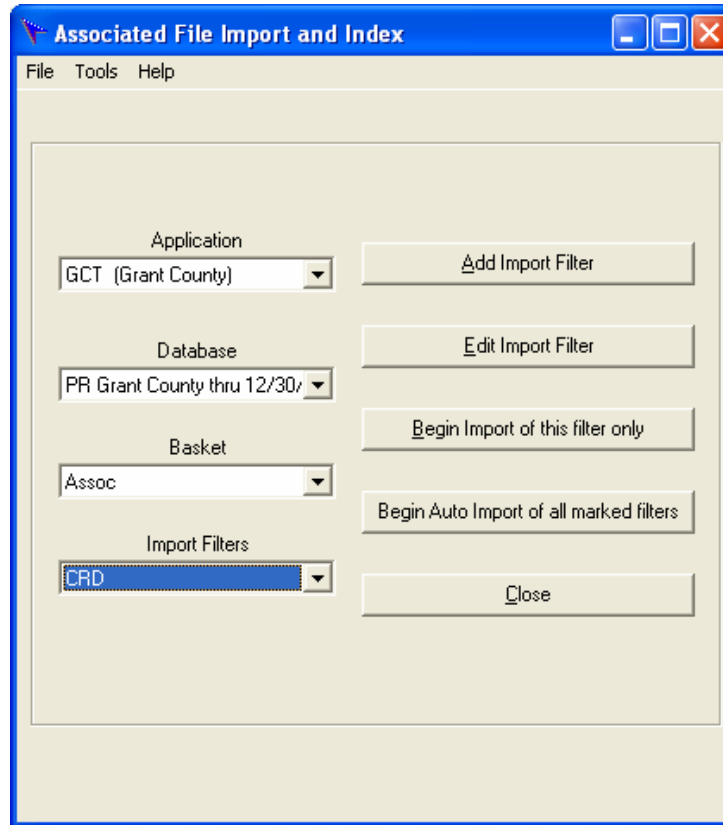 Associated File Import and Index
File Tools Help
Application
GCT (Grant County)
Database
PR Grant County thru 12/30/
Basket
Assoc
Import Filters
CRD
Add Import Filter
Edit Import Filter
Begin Import of this filter only
Begin Auto Import of all marked filters
Close